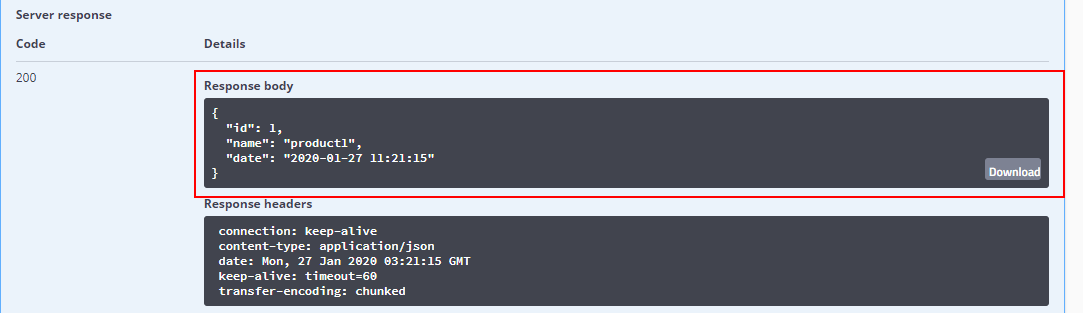 Server response
Code Details
200
Response body
{
"id": 1,
"name": "product1",
"date": "2020-01-27 11:21:15"
}
Download
Response headers
connection: keep-alive
content-type: application/json
date: Mon, 27 Jan 2020 03:21:15 GMT
keep-alive: timeout=60
transfer-encoding: chunked